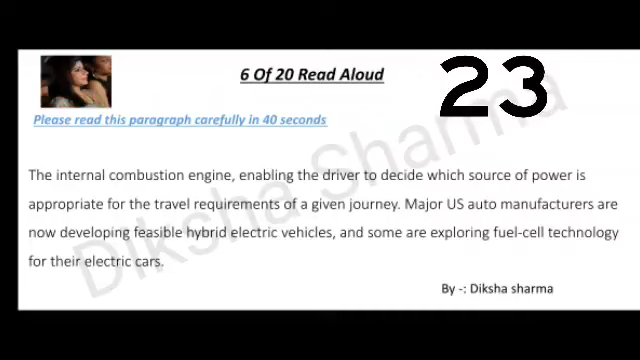 6 Of 20 Read Aloud
23
Please read this paragraph carefully in 40 seconds
The internal combustion engine, enabling the driver to decide which source of power is
appropriate for the travel requirements of a given journey. Major US auto manufacturers are
now developing feasible hybrid electric vehicles, and some are exploring fuel-cell technology
for their electric cars.
By -: Diksha sharma
Diksha Sharma